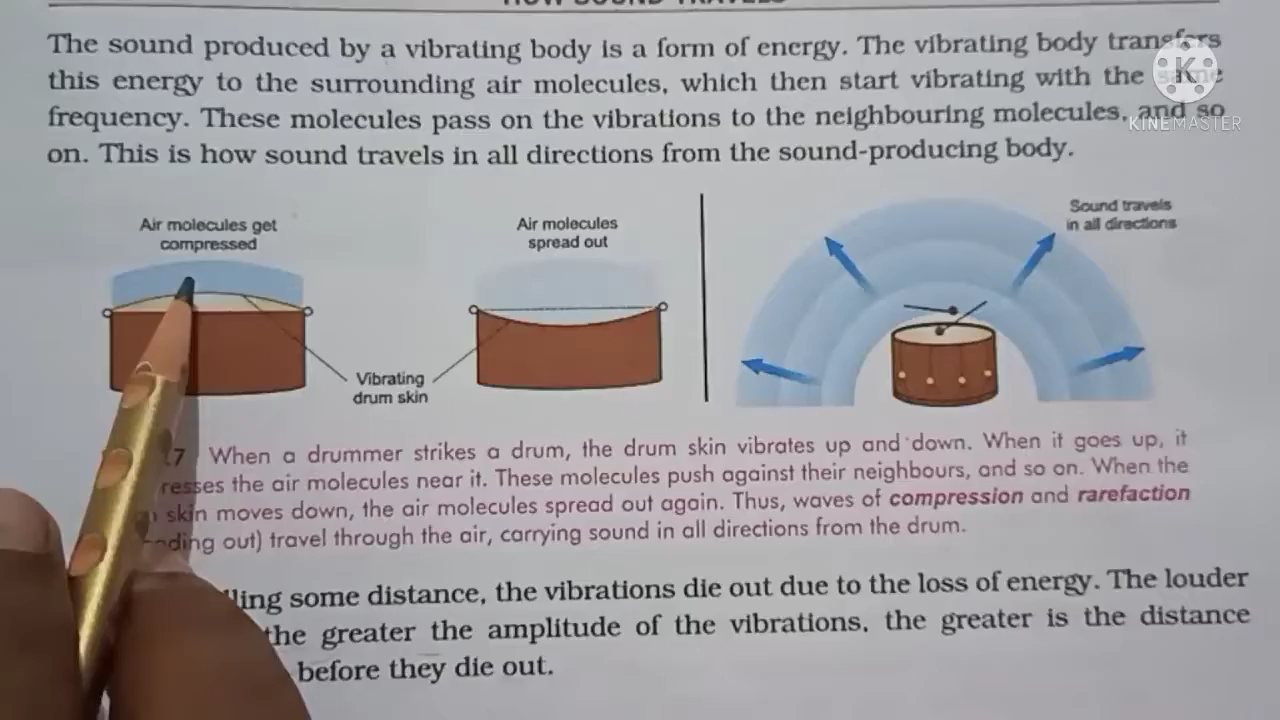 HOW SOUND TRAVELS
The sound produced by a vibrating body is a form of energy. The vibrating body transfers
this energy to the surrounding air molecules, which then start vibrating with the same
frequency. These molecules pass on the vibrations to the neighbouring molecules, and so
on. This is how sound travels in all directions from the sound-producing body.
KINEMASTER
Air molecules get
compressed
Air molecules
spread out
Sound travels
in all directions
Vibrating
drum skin
.7 When a drummer strikes a drum, the drum skin vibrates up and down. When it goes up, it
resses the air molecules near it. These molecules push against their neighbours, and so on. When the
skin moves down, the air molecules spread out again. Thus, waves of compression and rarefaction
ding out) travel through the air, carrying sound in all directions from the drum.
lling some distance, the vibrations die out due to the loss of energy. The louder
the greater the amplitude of the vibrations, the greater is the distance
before they die out.